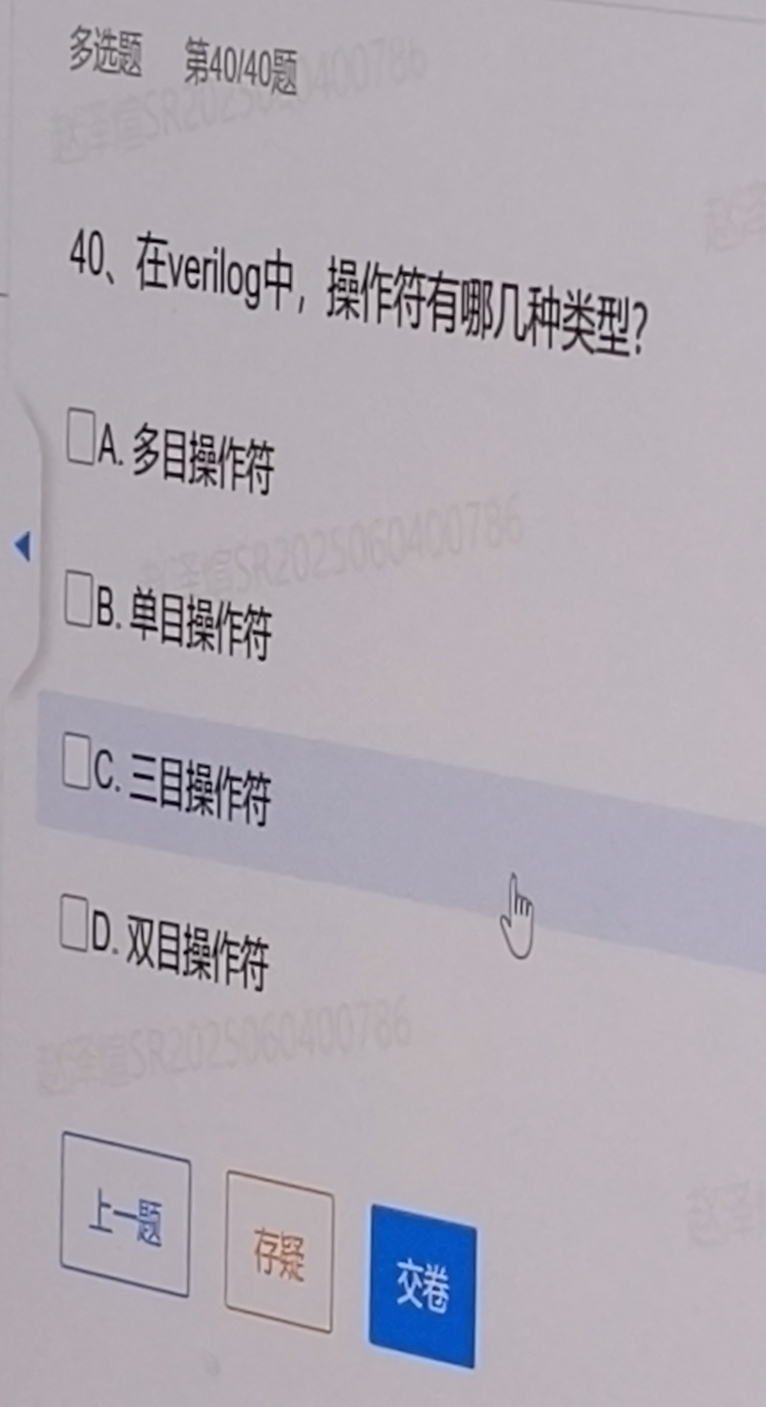 多选题 第40/40题
40、在verilog中，操作符有哪几种类型？
A. 多目操作符
SR2025060400786
B. 单目操作符
C. 三目操作符
D. 双目操作符
SR2025060400786
上一题 存疑 交卷